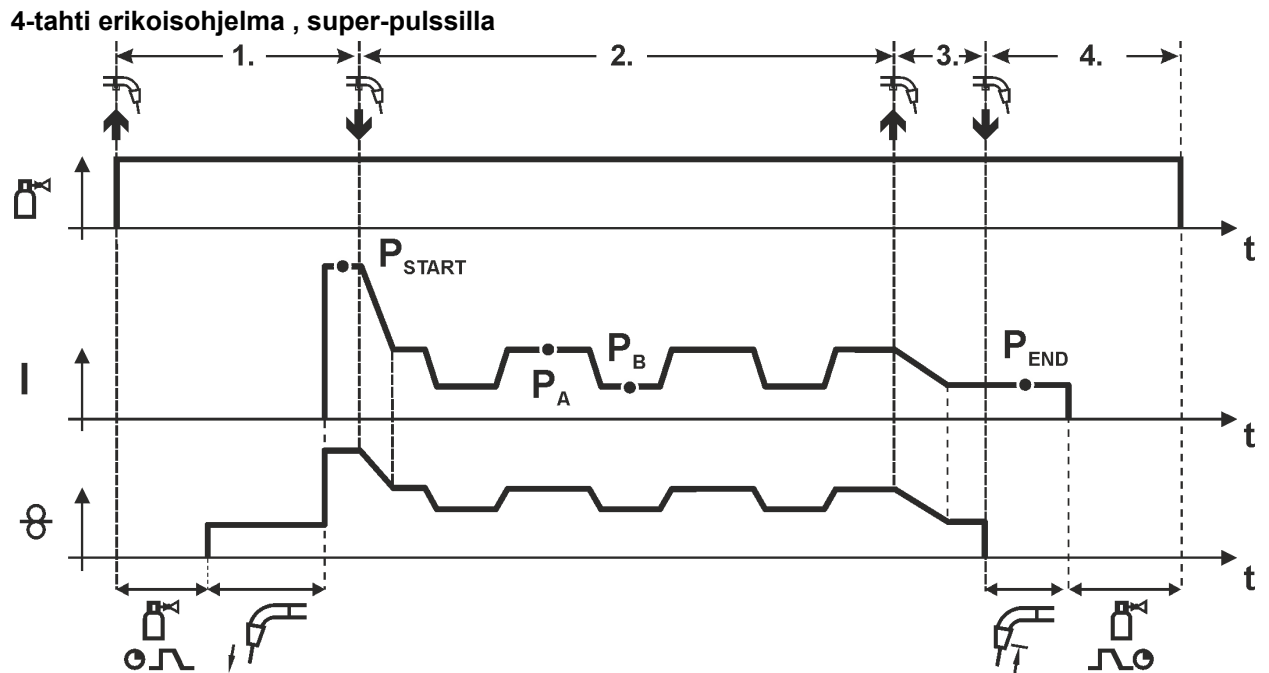 4-tahti erikoisohjelma , super-pulssilla
1. 2. 3. 4.
t
P START
P B
P A
P END
I
t
t